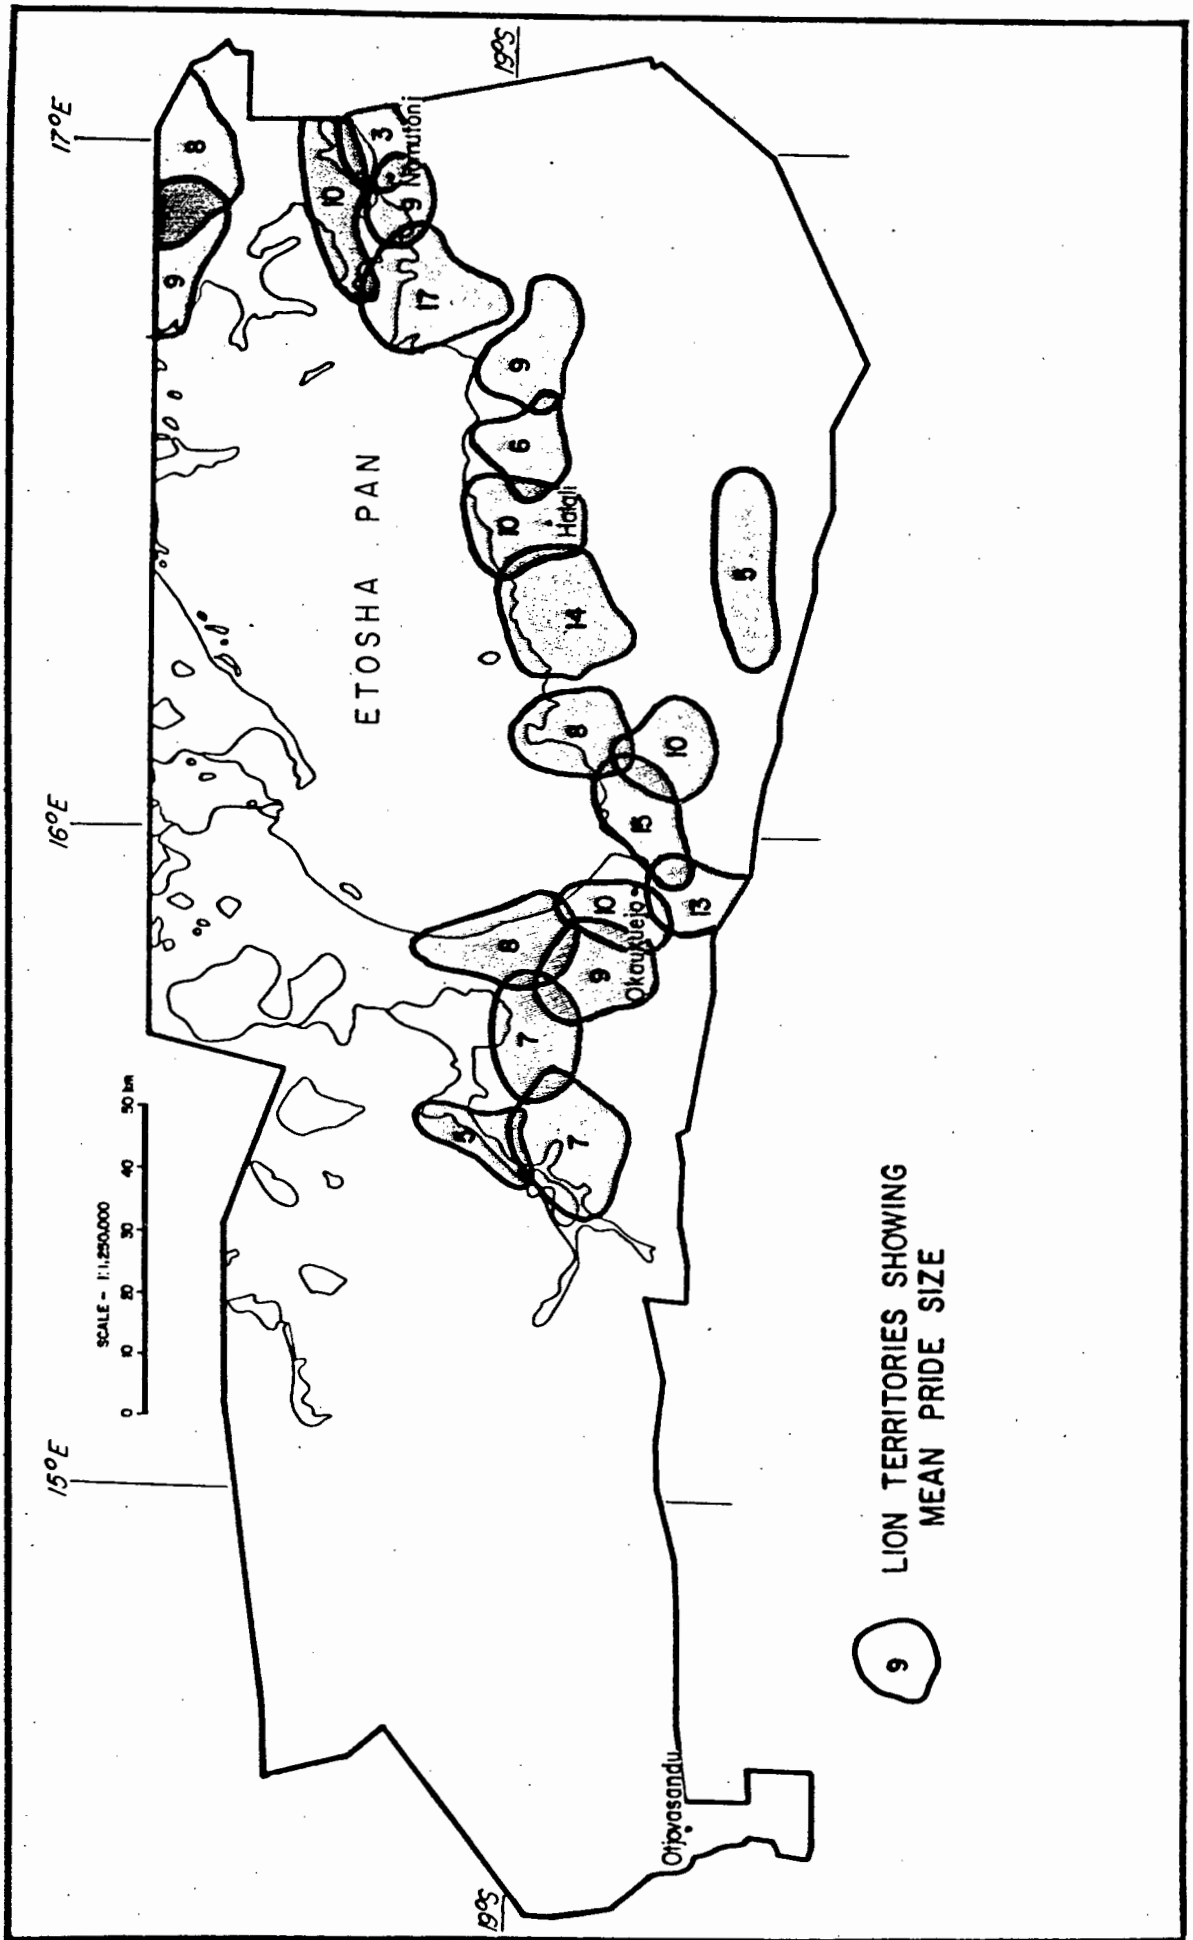 17°E
16°E
15°E
19°S
19°S
8
9
10
3
Namutoni
9
17
9
6
10
Halali
14
5
8
10
15
13
10
Okaukuejo
8
9
7
5
7
ETOSHA PAN
SCALE - 1:1,250,000
0 10 20 30 40 50 km
Otjovasandu
9
LION TERRITORIES SHOWING
MEAN PRIDE SIZE